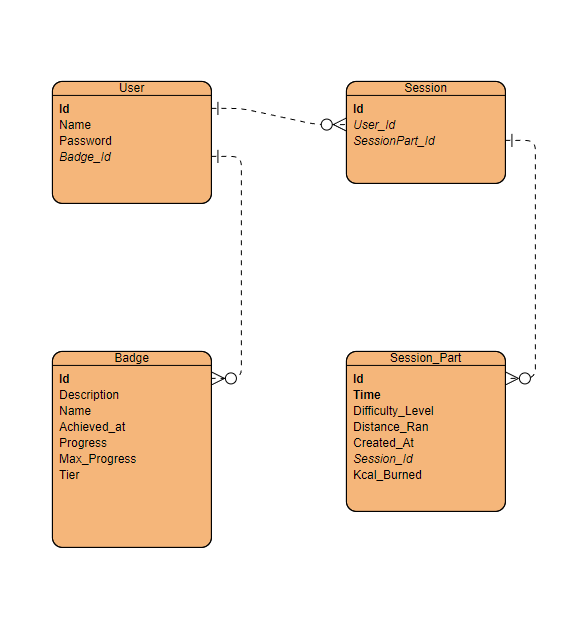 User
Id
Name
Password
Badge_Id
Session
Id
User_Id
SessionPart_Id
Badge
Id
Description
Name
Achieved_at
Progress
Max_Progress
Tier
Session_Part
Id
Time
Difficulty_Level
Distance_Ran
Created_At
Session_Id
Kcal_Burned